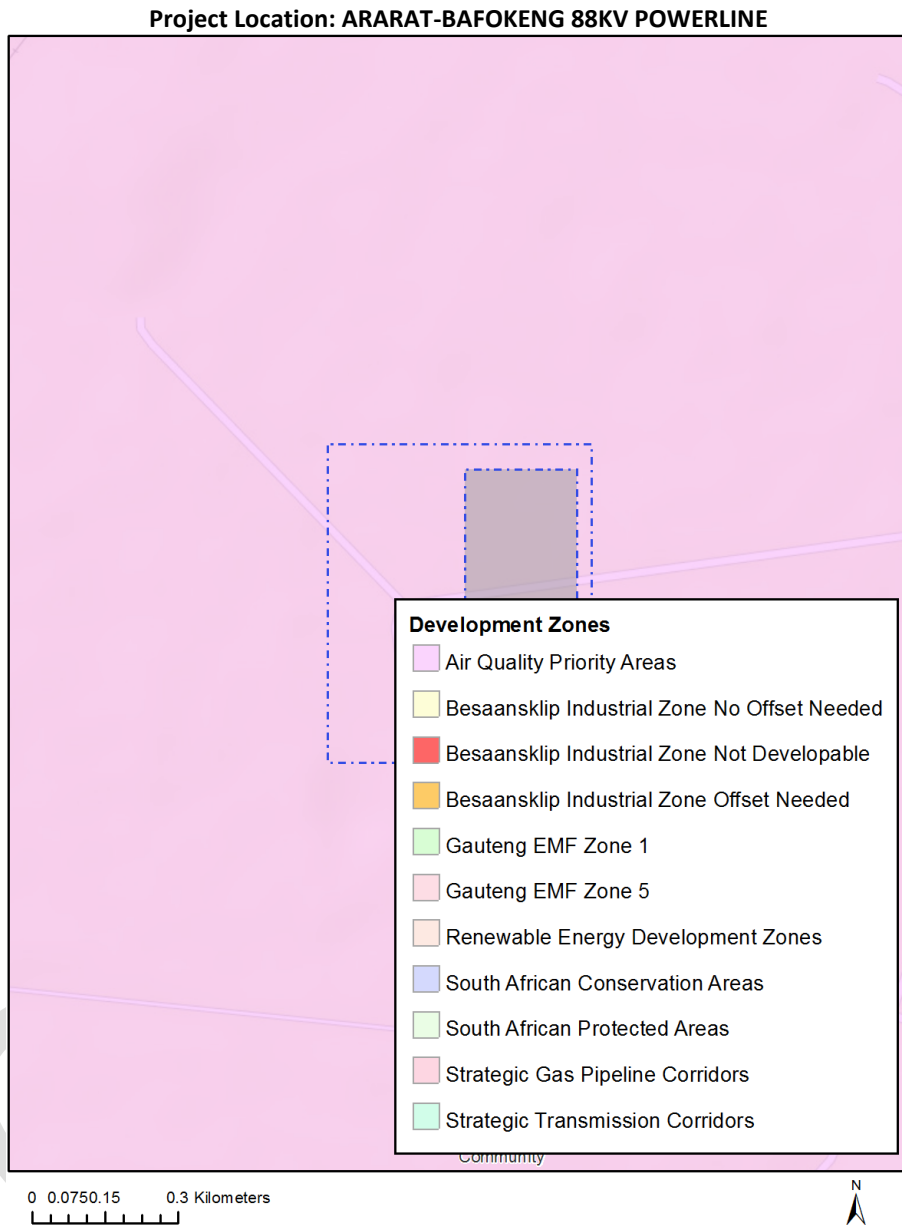 Project Location: ARARAT-BAFOKENG 88KV POWERLINE
Development Zones
Air Quality Priority Areas
Besaansklip Industrial Zone No Offset Needed
Besaansklip Industrial Zone Not Developable
Besaansklip Industrial Zone Offset Needed
Gauteng EMF Zone 1
Gauteng EMF Zone 5
Renewable Energy Development Zones
South African Conservation Areas
South African Protected Areas
Strategic Gas Pipeline Corridors
Strategic Transmission Corridors
Community
0 0.0750.15 0.3 Kilometers
N